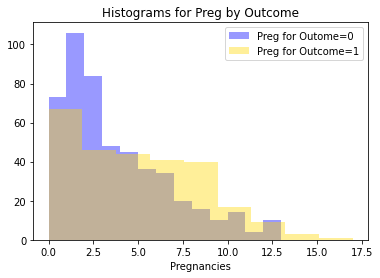 Histograms for Preg by Outcome
Preg for Outome=0
Preg for Outcome=1
100
80
60
40
20
0
0.0 2.5 5.0 7.5 10.0 12.5 15.0 17.5
Pregnancies